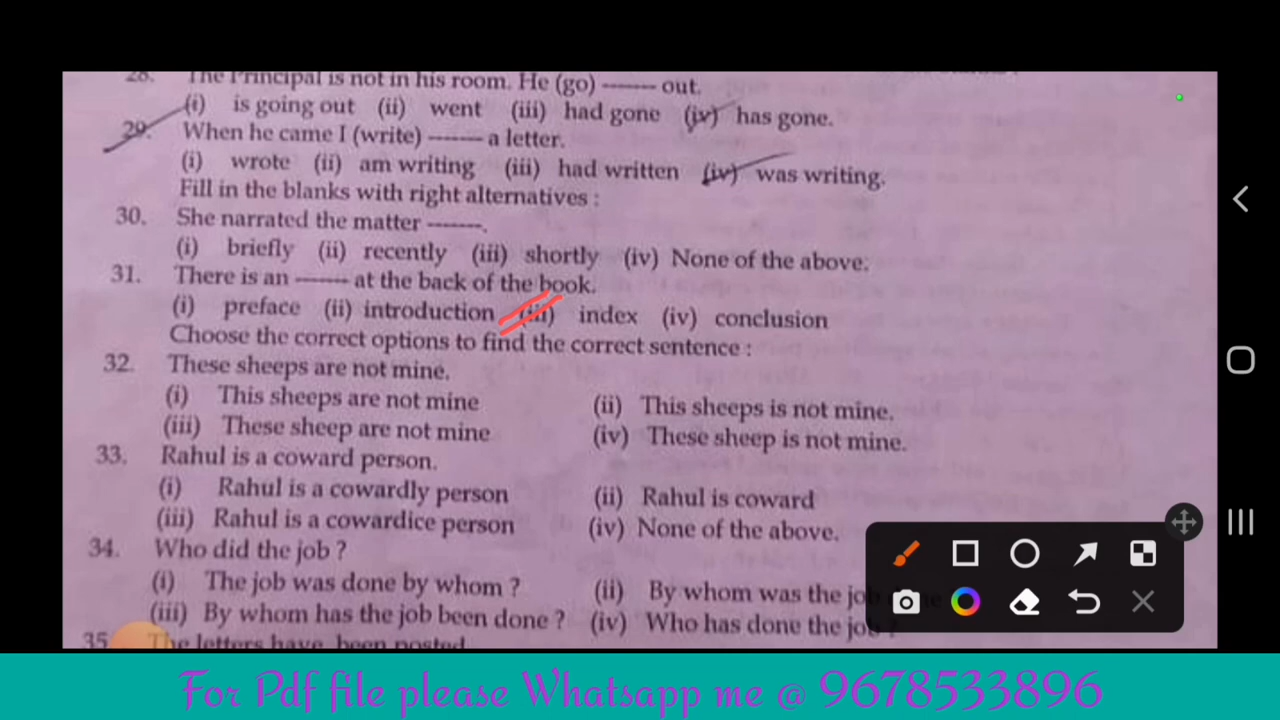 28. The Principal is not in his room. He (go) ------- out.
(i) is going out (ii) went (iii) had gone (iv) has gone.
29. When he came I (write) ------- a letter.
(i) wrote (ii) am writing (iii) had written (iv) was writing.
Fill in the blanks with right alternatives :
30. She narrated the matter -------.
(i) briefly (ii) recently (iii) shortly (iv) None of the above.
31. There is an ------- at the back of the book.
(i) preface (ii) introduction (iii) index (iv) conclusion
Choose the correct options to find the correct sentence :
32. These sheeps are not mine.
(i) This sheeps are not mine (ii) This sheeps is not mine.
(iii) These sheep are not mine (iv) These sheep is not mine.
33. Rahul is a coward person.
(i) Rahul is a cowardly person (ii) Rahul is coward
(iii) Rahul is a cowardice person (iv) None of the above.
34. Who did the job ?
(i) The job was done by whom ? (ii) By whom was the job
(iii) By whom has the job been done ? (iv) Who has done the job ?
35. The letters have been posted
For Pdf file please Whatsapp me @ 9678533896